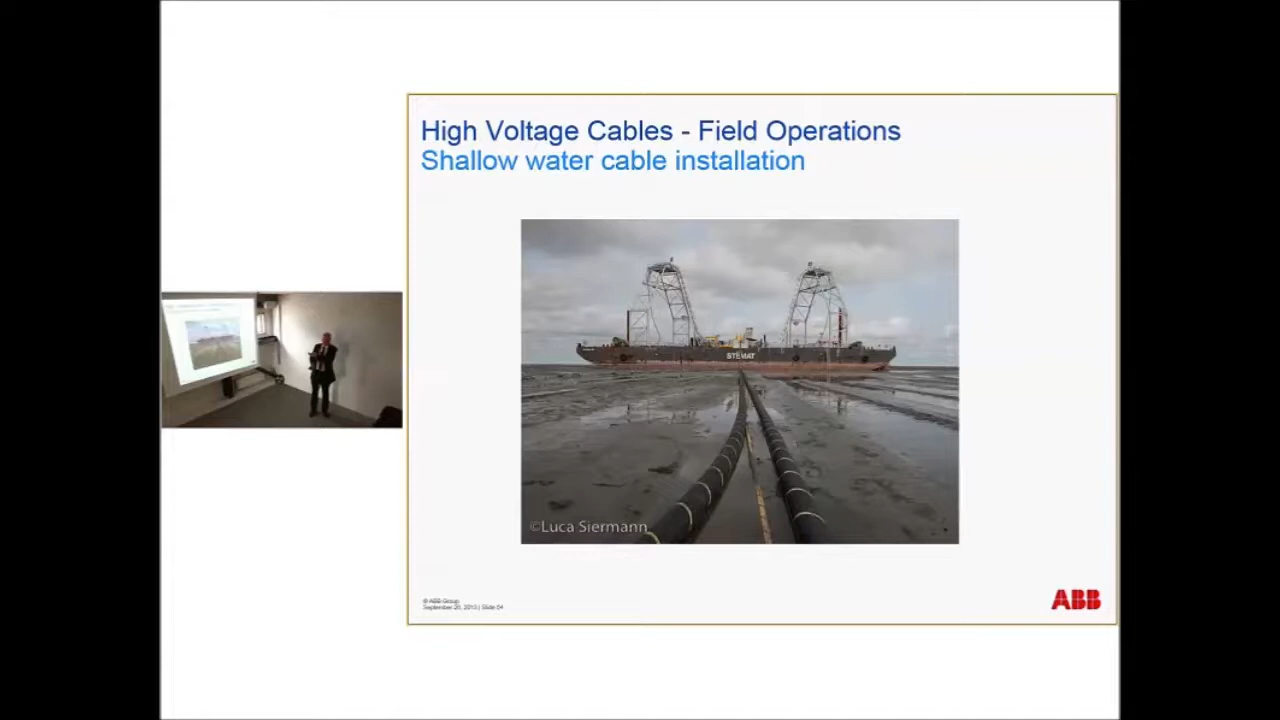 High Voltage Cables - Field Operations
Shallow water cable installation
STEMAT
©Luca Siermann
© ABB Group
September 20, 2013 | Slide 54
ABB